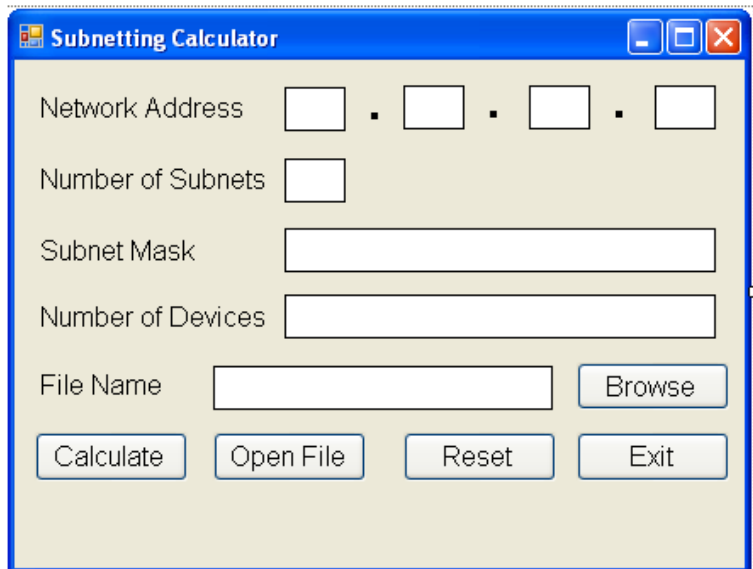 Subnetting Calculator
Network Address . . .
Number of Subnets
Subnet Mask
Number of Devices
File Name Browse
Calculate Open File Reset Exit